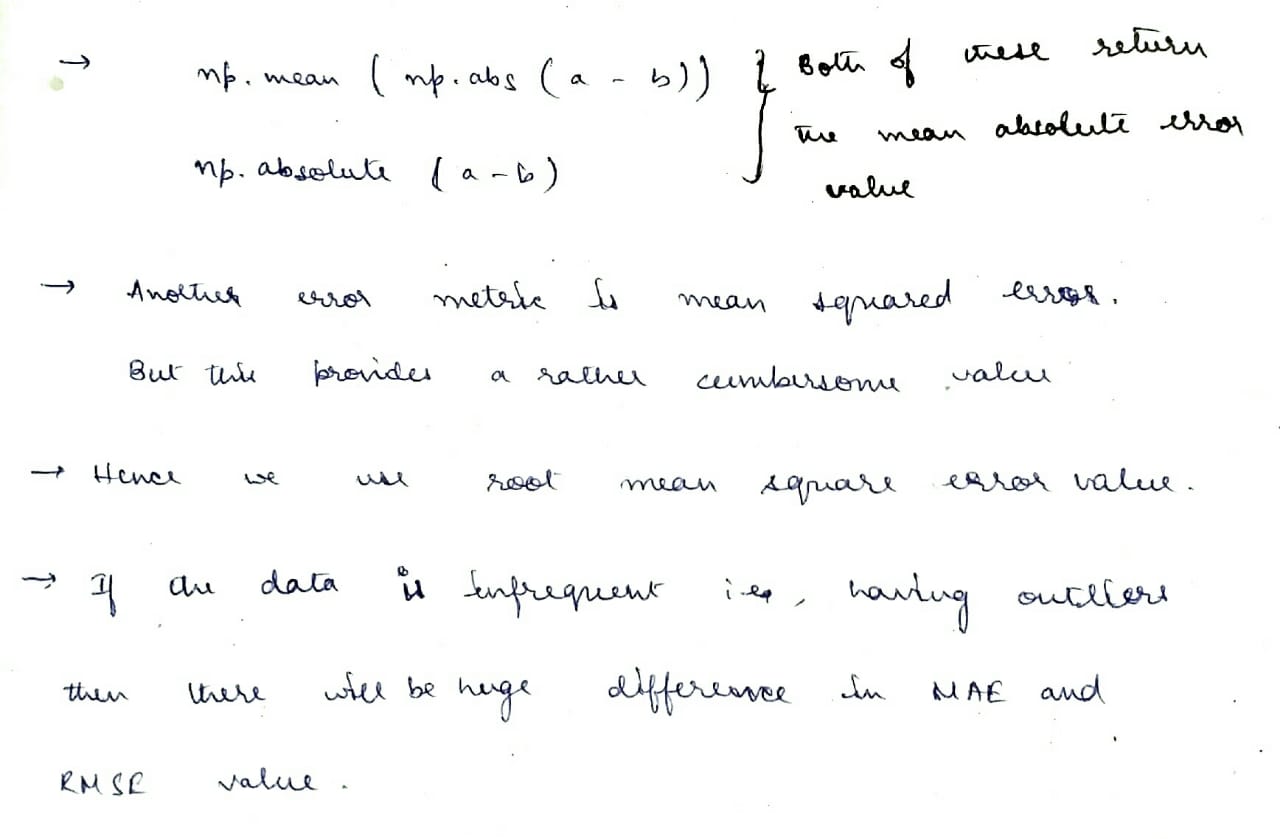 → np. mean ( np. abs ( a - b)) } Both of these return
the mean absolute error
np. absolute ( a - b )
value
→ Another error metric is mean squared error.
But this provides a rather cumbersome value
→ Hence we use root mean square error value.
→ If the data is infrequent i.e, having outliers
then there will be huge difference in MAE and
RMSE value.